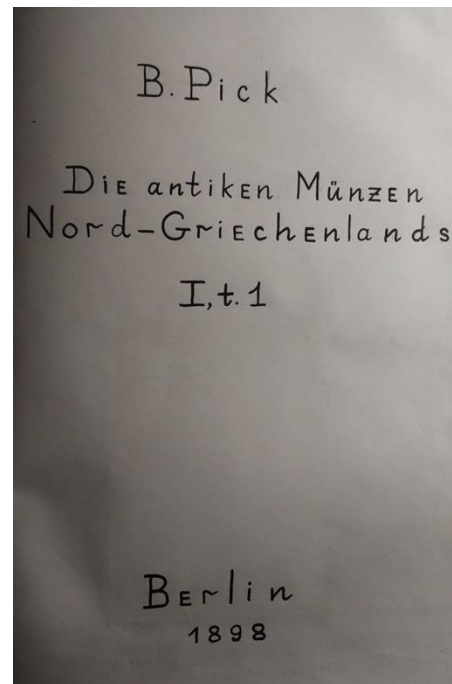 B. Pick
Die antiken Münzen
Nord-Griechenlands
I, t. 1
Berlin
1898